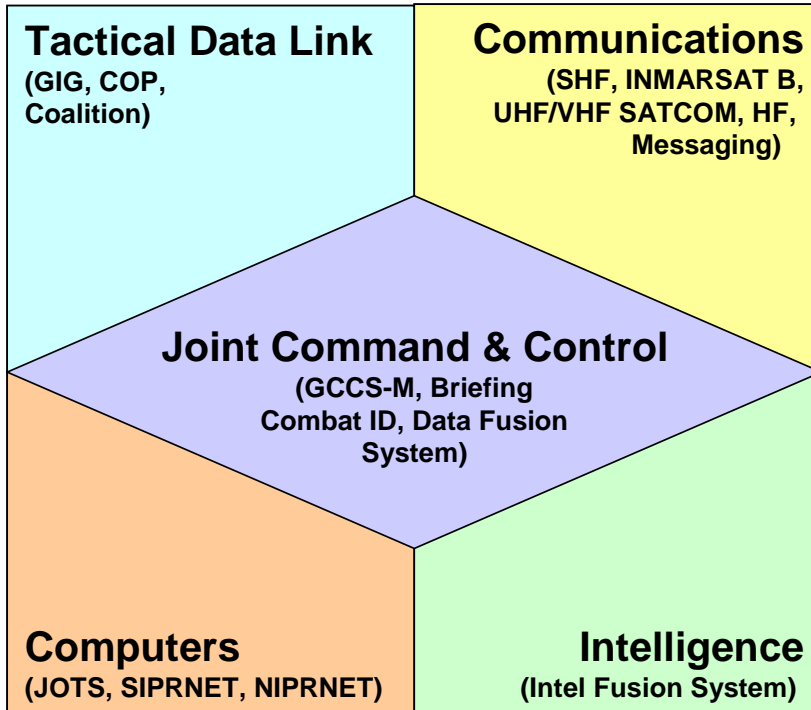 Tactical Data Link
(GIG, COP,
Coalition)
Communications
(SHF, INMARSAT B,
UHF/VHF SATCOM, HF,
Messaging)
Joint Command & Control
(GCCS-M, Briefing
Combat ID, Data Fusion
System)
Computers
(JOTS, SIPRNET, NIPRNET)
Intelligence
(Intel Fusion System)